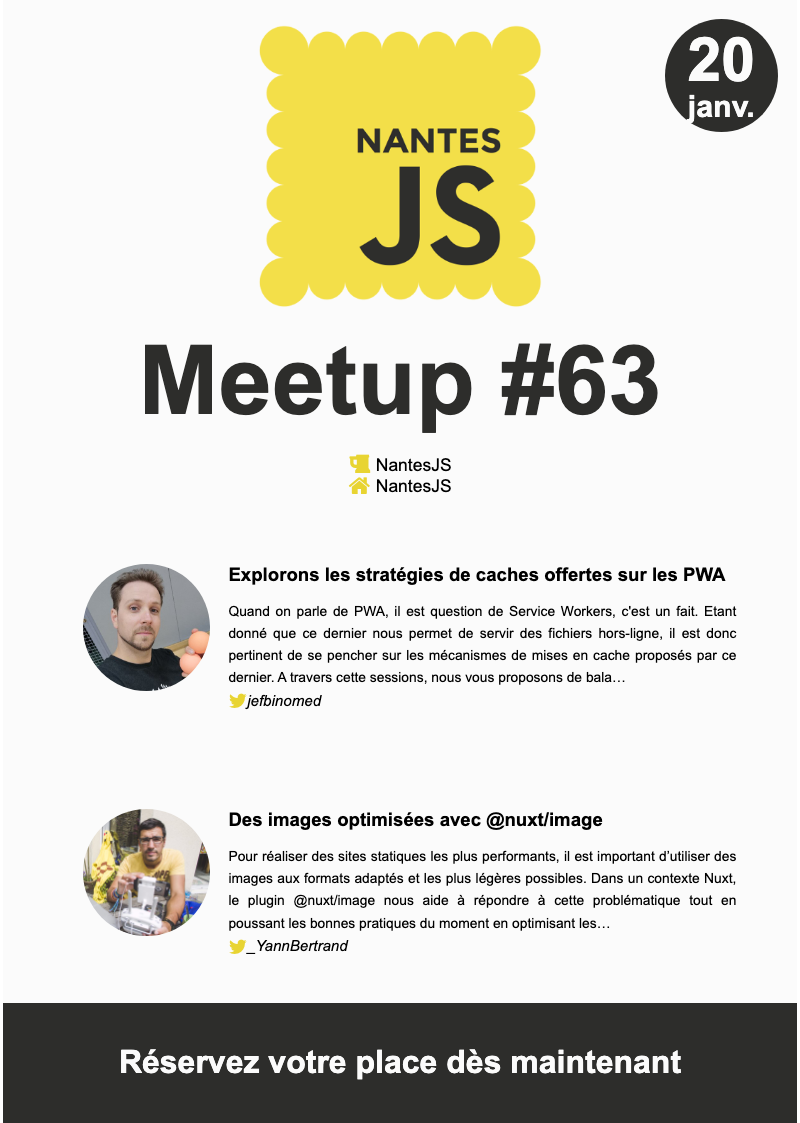 20
janv.
NANTES
JS
Meetup #63
NantesJS
NantesJS
Explorons les stratégies de caches offertes sur les PWA
Quand on parle de PWA, il est question de Service Workers, c'est un fait. Etant
donné que ce dernier nous permet de servir des fichiers hors-ligne, il est donc
pertinent de se pencher sur les mécanismes de mises en cache proposés par ce
dernier. A travers cette sessions, nous vous proposons de bala…
jefbinomed
Des images optimisées avec @nuxt/image
Pour réaliser des sites statiques les plus performants, il est important d'utiliser des
images aux formats adaptés et les plus légères possibles. Dans un contexte Nuxt,
le plugin @nuxt/image nous aide à répondre à cette problématique tout en
poussant les bonnes pratiques du moment en optimisant les…
_YannBertrand
Réservez votre place dès maintenant